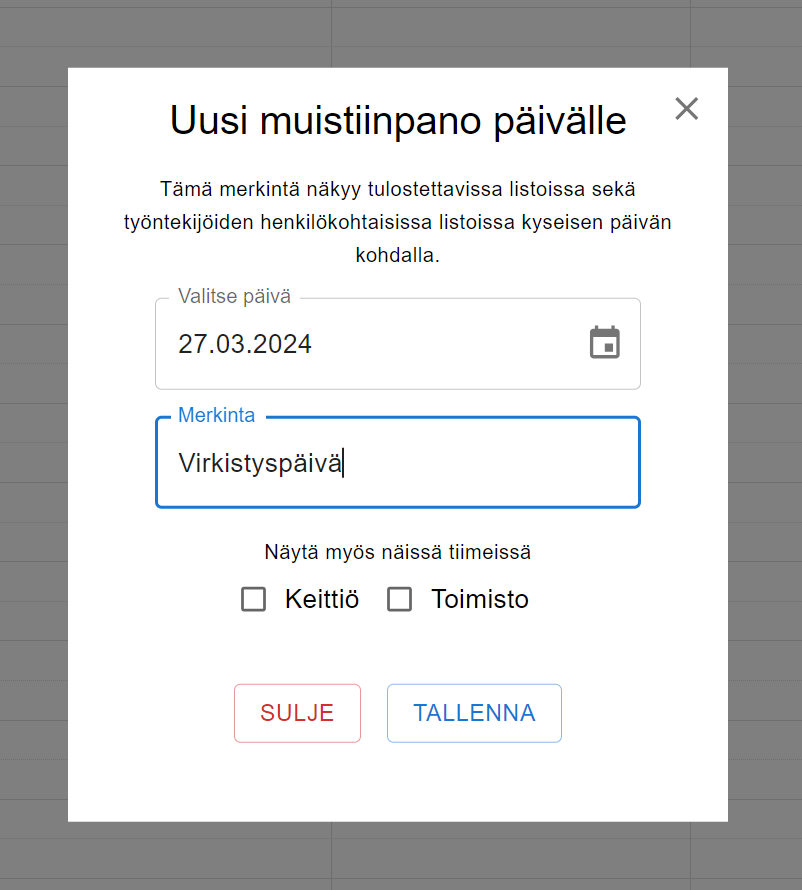 Uusi muistiinpano päivälle
Tämä merkintä näkyy tulostettavissa listoissa sekä
työntekijöiden henkilökohtaisissa listoissa kyseisen päivän
kohdalla.
Valitse päivä
27.03.2024
Merkinta
Virkistyspäivä
Näytä myös näissä tiimeissä
Keittiö Toimisto
SULJE TALLENNA